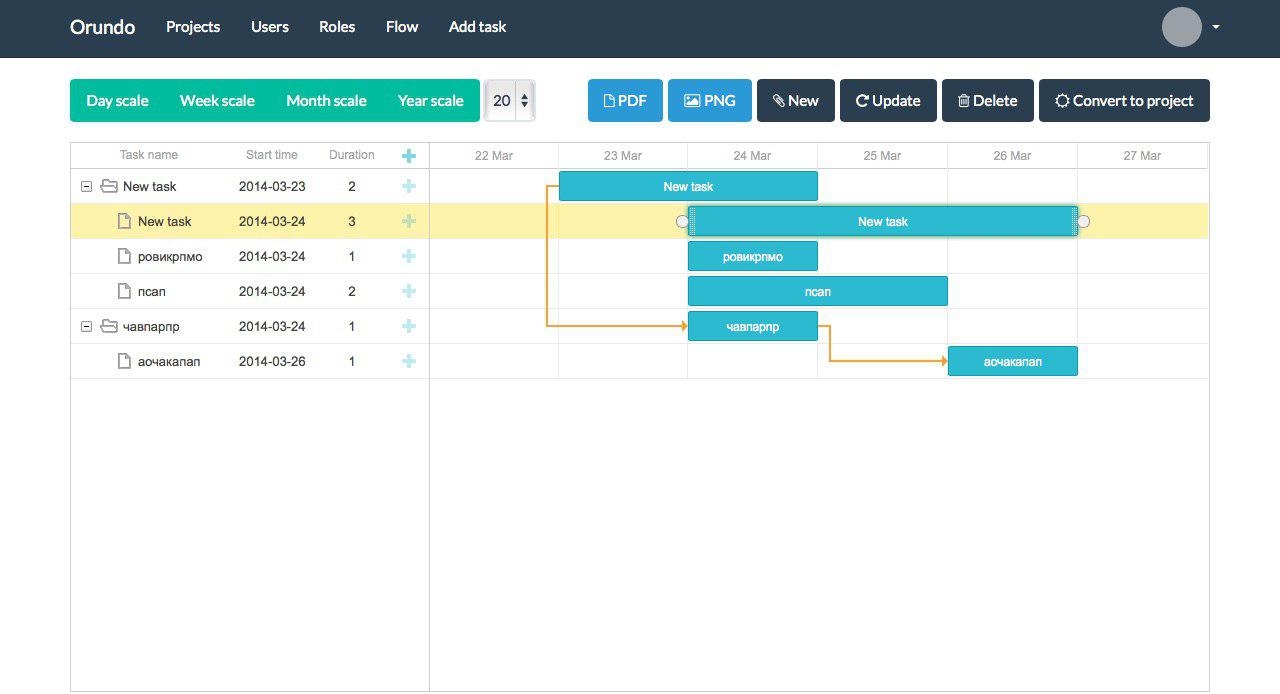 Orundo Projects Users Roles Flow Add task
Day scale Week scale Month scale Year scale 20 PDF PNG New Update Delete Convert to project
Task name Start time Duration 22 Mar 23 Mar 24 Mar 25 Mar 26 Mar 27 Mar
New task 2014-03-23 2 New task
New task 2014-03-24 3 New task
ровикрпмо 2014-03-24 1 ровикрпмо
псап 2014-03-24 2 псап
чавпарпр 2014-03-24 1 чавпарпр
аочакапап 2014-03-26 1 аочакапап